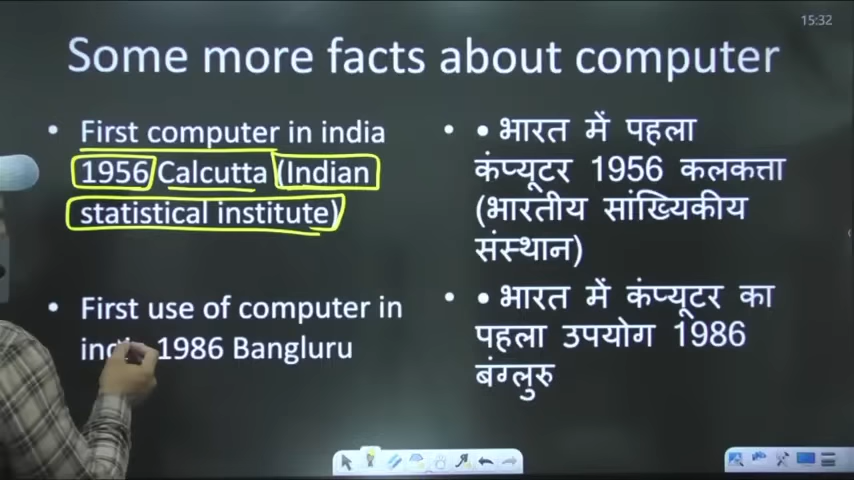 15:32
Some more facts about computer
• First computer in india
1956 Calcutta (Indian
statistical institute)
• First use of computer in
india 1986 Bangluru
• • भारत में पहला
कंप्यूटर 1956 कलकत्ता
(भारतीय सांख्यिकीय
संस्थान)
• • भारत में कंप्यूटर का
पहला उपयोग 1986
बंग्लुरु